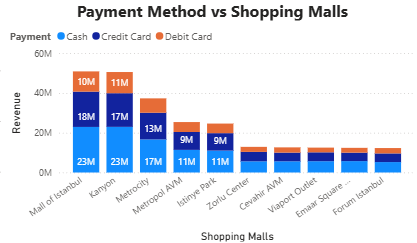 Payment Method vs Shopping Malls
Payment Cash Credit Card Debit Card
60M
40M
20M
0M
Revenue
10M 11M
18M 17M 13M 9M 9M
23M 23M 17M 11M 11M
Mall of Istanbul
Kanyon
Metrocity
Metropol AVM
Istinye Park
Zorlu Center
Cevahir AVM
Viaport Outlet
Emaar Square ...
Forum Istanbul
Shopping Malls